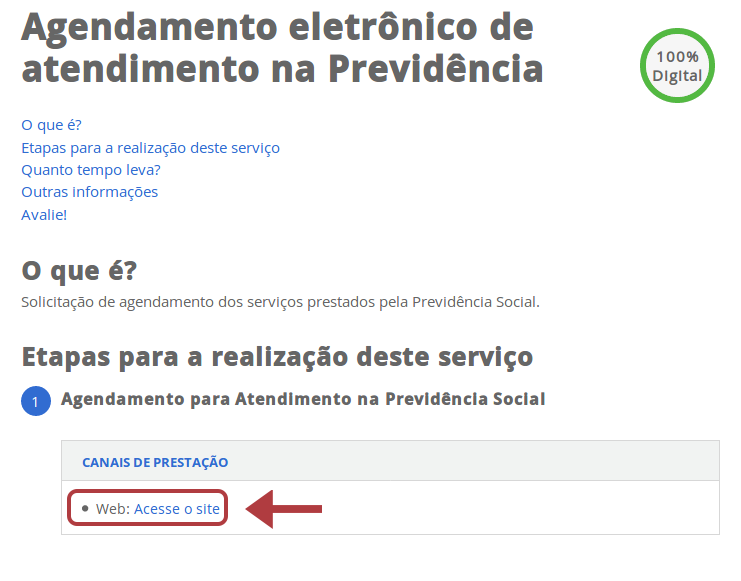 Agendamento eletrônico de
atendimento na Previdência
100%
Digital
O que é?
Etapas para a realização deste serviço
Quanto tempo leva?
Outras informações
Avalie!
O que é?
Solicitação de agendamento dos serviços prestados pela Previdência Social.
Etapas para a realização deste serviço
1 Agendamento para Atendimento na Previdência Social
CANAIS DE PRESTAÇÃO
• Web: Acesse o site